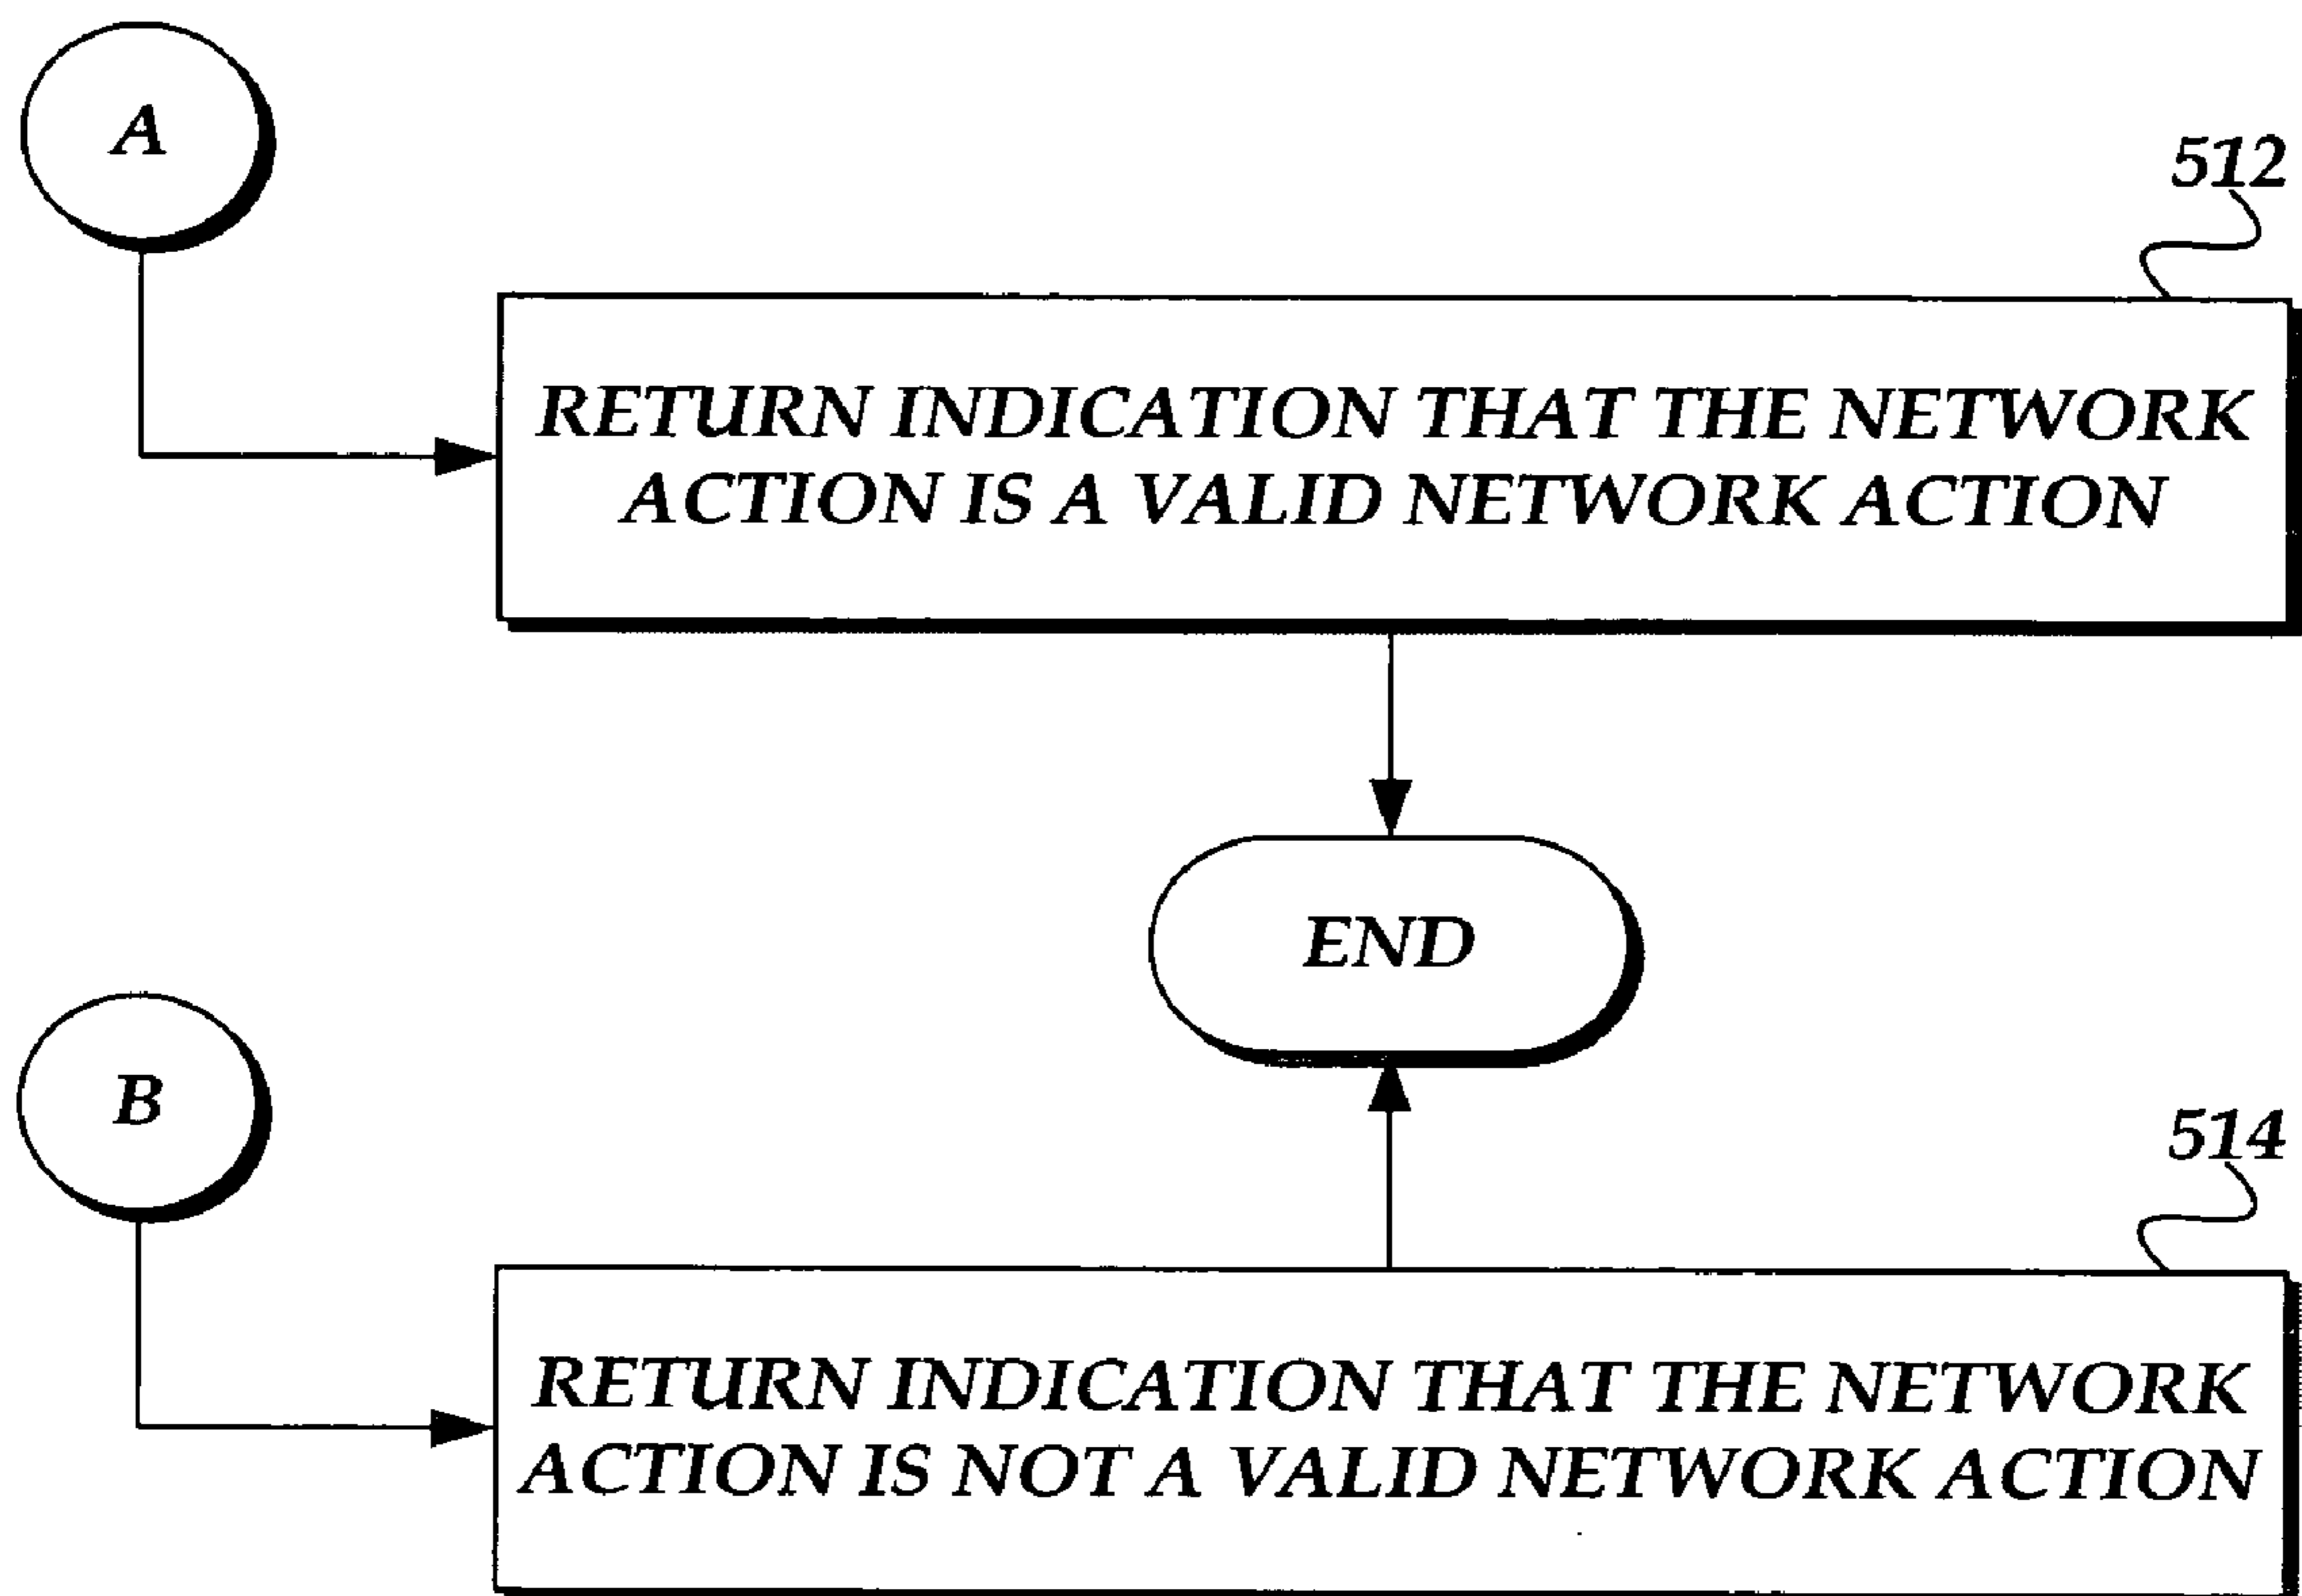 A
512
RETURN INDICATION THAT THE NETWORK
ACTION IS A VALID NETWORK ACTION
END
B
514
RETURN INDICATION THAT THE NETWORK
ACTION IS NOT A VALID NETWORK ACTION